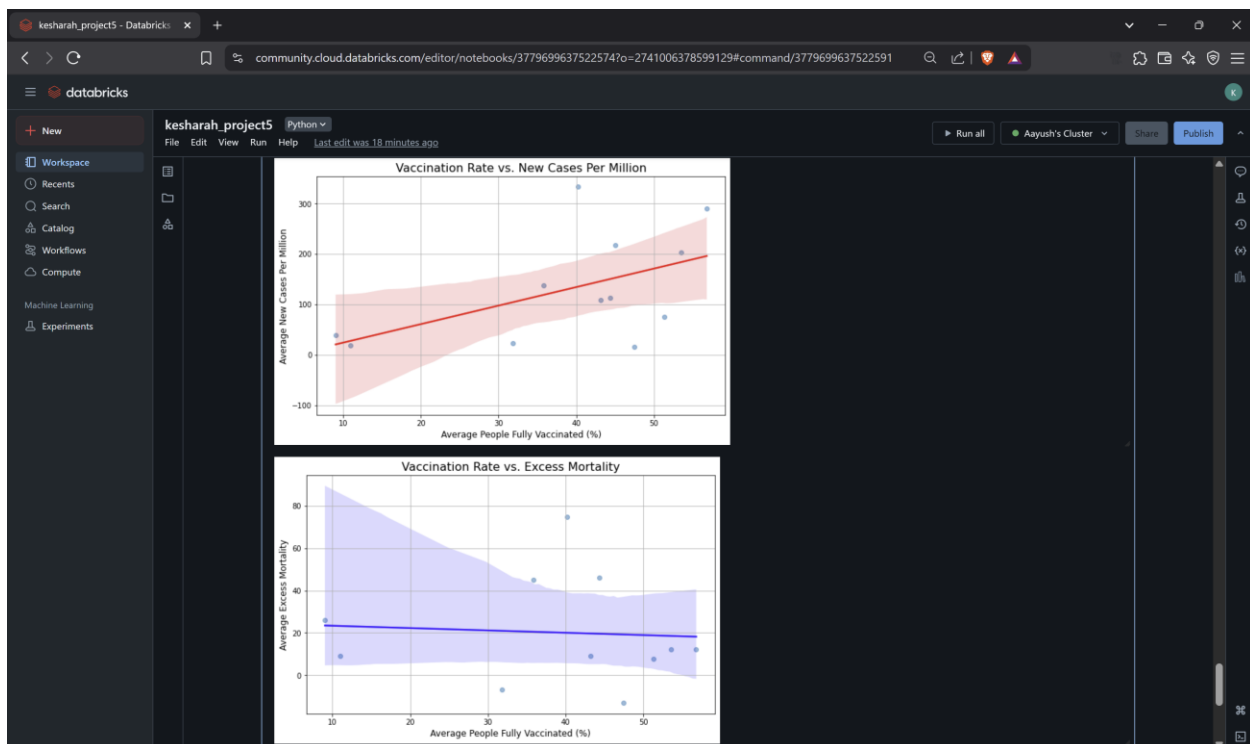 kesharah_project5 - Databricks
community.cloud.databricks.com/editor/notebooks/377969963752257​4?o=2741006378599129#command/3779699637522591
databricks
K
New
kesharah_project5 Python
Run all
Aayush's Cluster
Share
Publish
File Edit View Run Help Last edit was 18 minutes ago
Workspace
Recents
Search
Catalog
Workflows
Compute
Machine Learning
Experiments
Vaccination Rate vs. New Cases Per Million
Average New Cases Per Million
300
200
100
0
−100
10 20 30 40 50
Average People Fully Vaccinated (%)
Vaccination Rate vs. Excess Mortality
Average Excess Mortality
80
60
40
20
0
10 20 30 40 50
Average People Fully Vaccinated (%)